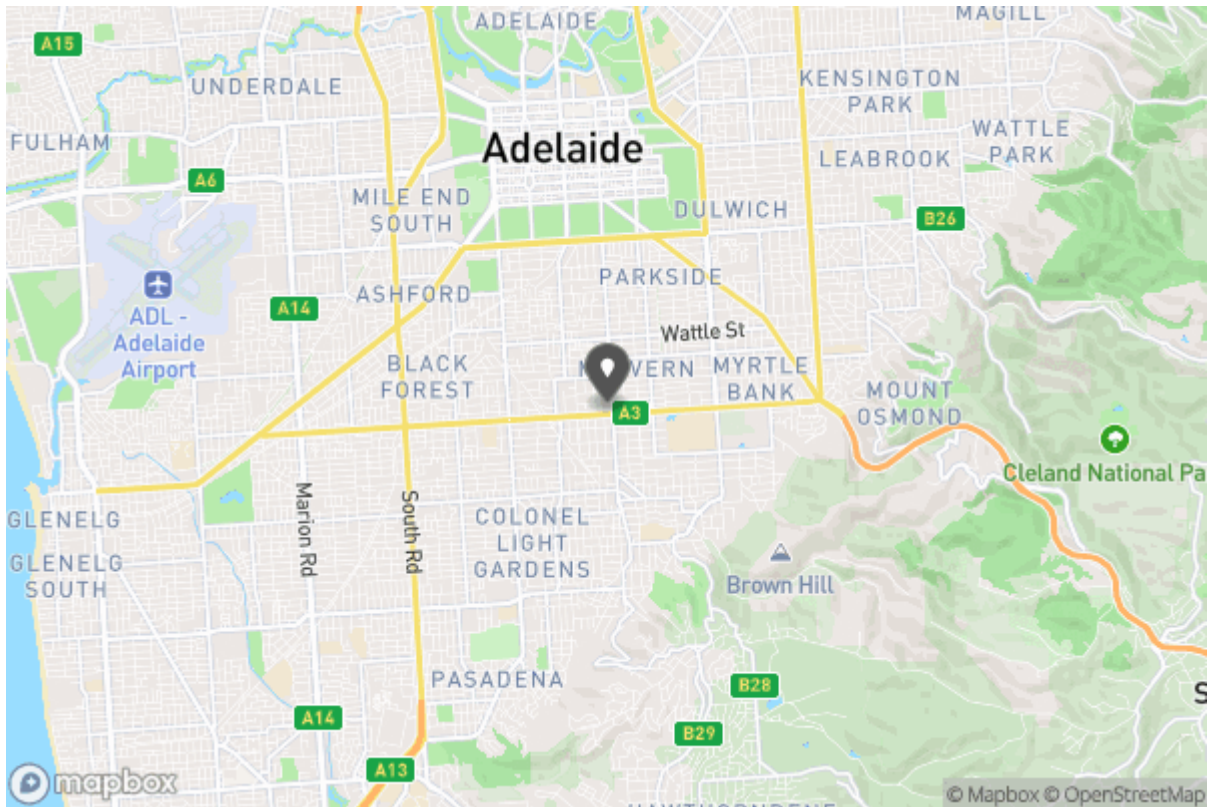 MAGILL
ADELAIDE
A15
UNDERDALE
KENSINGTON
PARK
FULHAM
WATTLE
PARK
Adelaide
LEABROOK
A6
MILE END
SOUTH
DULWICH
B26
PARKSIDE
ASHFORD
A14
ADL -
Adelaide
Airport
Wattle St
BLACK
FOREST
MYRTLE
BANK
MOUNT
OSMOND
A3
Cleland National Pa
GLENELG
Marion Rd
South Rd
COLONEL
LIGHT
GARDENS
GLENELG
SOUTH
Brown Hill
PASADENA
B28
S
A14
B29
A13
mapbox
© Mapbox © OpenStreetMap